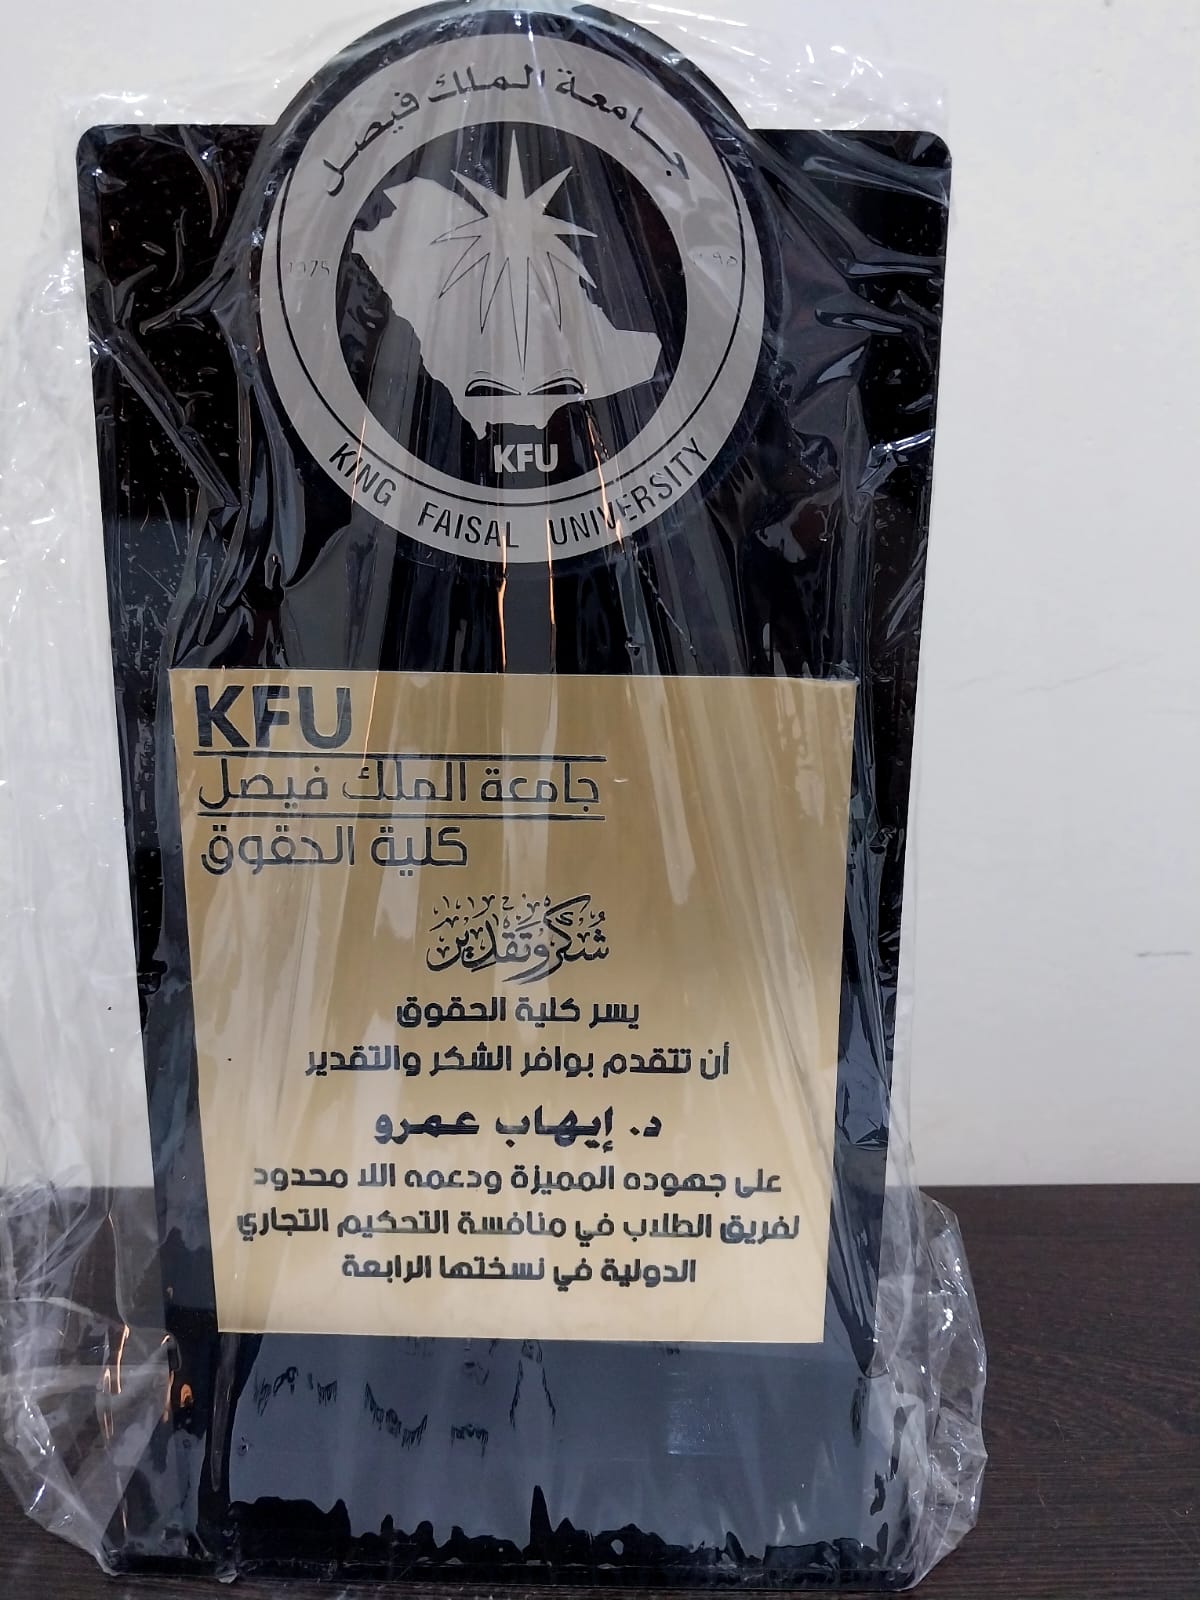 جامعة الملك فيصل
1975
KFU
KING FAISAL UNIVERSITY
KFU
جامعة الملك فيصل
كلية الحقوق
شكر وتقدير
يسر كلية الحقوق
أن تتقدم بوافر الشكر والتقدير
د. إيهاب عمرو
على جهوده المميزة ودعمه اللا محدود
لفريق الطلاب في منافسة التحكيم التجاري
الدولية في نسختها الرابعة